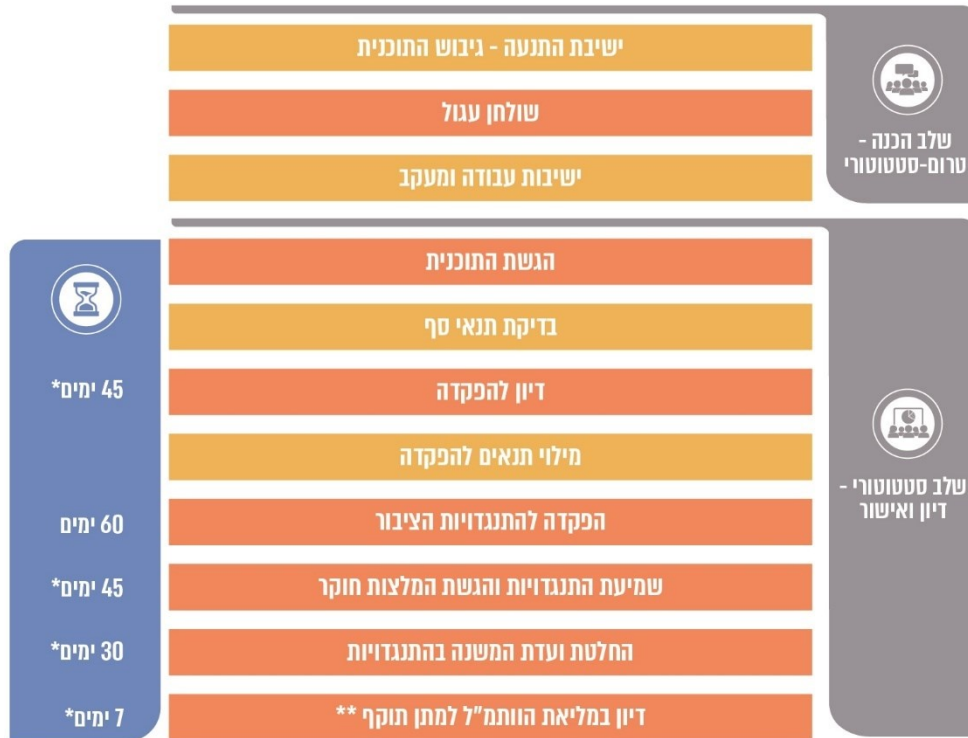 ישיבת התנעה - גיבוש התוכנית
שולחן עגול
ישיבות עבודה ומעקב
שלב הכנה -
טרום-סטטוטורי
הגשת התוכנית
בדיקת תנאי סף
דיון להפקדה
45 ימים*
מילוי תנאים להפקדה
שלב סטטוטורי -
דיון ואישור
הפקדה להתנגדויות הציבור
60 ימים
שמיעת התנגדויות והגשת המלצות חוקר
45 ימים*
החלטת ועדת המשנה בהתנגדויות
30 ימים*
דיון במליאת הוותמ"ל למתן תוקף **
7 ימים*